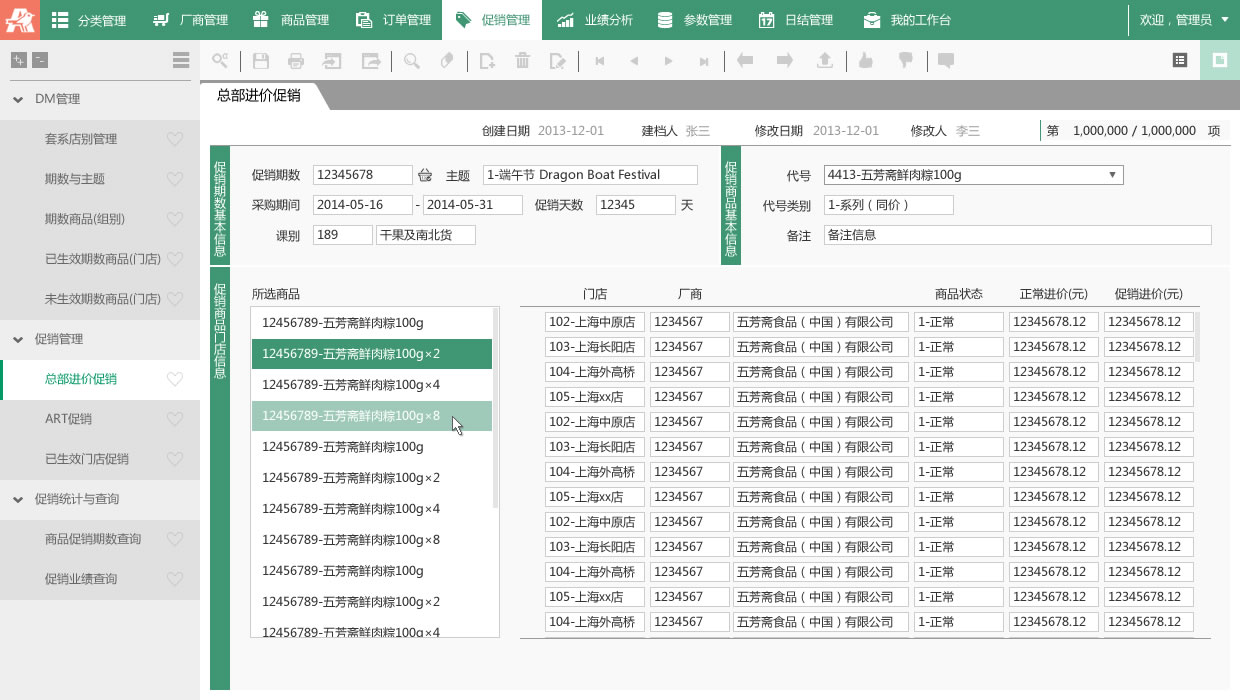 分类管理 厂商管理 商品管理 订单管理 促销管理 业绩分析 参数管理 日结管理 我的工作台 欢迎，管理员
DM管理
套系店别管理
期数与主题
期数商品(组别)
已生效期数商品(门店)
未生效期数商品(门店)
促销管理
总部进价促销
ART促销
已生效门店促销
促销统计与查询
商品促销期数查询
促销业绩查询
总部进价促销
创建日期 2013-12-01 建档人 张三 修改日期 2013-12-01 修改人 李三 第 1,000,000 / 1,000,000 项
促销期数基本信息
促销期数 12345678 主题 1-端午节 Dragon Boat Festival
采购期间 2014-05-16 - 2014-05-31 促销天数 12345 天
课别 189 干果及南北货
促销商品基本信息
代号 4413-五芳斋鲜肉粽100g
代号类别 1-系列（同价）
备注 备注信息
促销商品门店信息
所选商品
12456789-五芳斋鲜肉粽100g
12456789-五芳斋鲜肉粽100g×2
12456789-五芳斋鲜肉粽100g×4
12456789-五芳斋鲜肉粽100g×8
12456789-五芳斋鲜肉粽100g
12456789-五芳斋鲜肉粽100g×2
12456789-五芳斋鲜肉粽100g×4
12456789-五芳斋鲜肉粽100g×8
12456789-五芳斋鲜肉粽100g
12456789-五芳斋鲜肉粽100g×2
12456789-五芳斋鲜肉粽100g×4
门店 厂商 商品状态 正常进价(元) 促销进价(元)
102-上海中原店 1234567 五芳斋食品（中国）有限公司 1-正常 12345678.12 12345678.12
103-上海长阳店 1234567 五芳斋食品（中国）有限公司 1-正常 12345678.12 12345678.12
104-上海外高桥 1234567 五芳斋食品（中国）有限公司 1-正常 12345678.12 12345678.12
105-上海xx店 1234567 五芳斋食品（中国）有限公司 1-正常 12345678.12 12345678.12
102-上海中原店 1234567 五芳斋食品（中国）有限公司 1-正常 12345678.12 12345678.12
103-上海长阳店 1234567 五芳斋食品（中国）有限公司 1-正常 12345678.12 12345678.12
104-上海外高桥 1234567 五芳斋食品（中国）有限公司 1-正常 12345678.12 12345678.12
105-上海xx店 1234567 五芳斋食品（中国）有限公司 1-正常 12345678.12 12345678.12
102-上海中原店 1234567 五芳斋食品（中国）有限公司 1-正常 12345678.12 12345678.12
103-上海长阳店 1234567 五芳斋食品（中国）有限公司 1-正常 12345678.12 12345678.12
104-上海外高桥 1234567 五芳斋食品（中国）有限公司 1-正常 12345678.12 12345678.12
105-上海xx店 1234567 五芳斋食品（中国）有限公司 1-正常 12345678.12 12345678.12
104-上海外高桥 1234567 五芳斋食品（中国）有限公司 1-正常 12345678.12 12345678.12